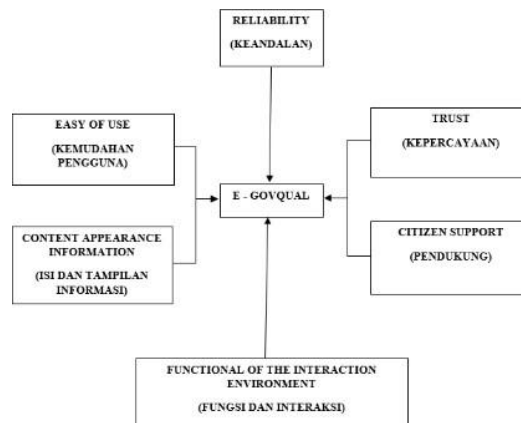 RELIABILITY
(KEANDALAN)
EASY OF USE
(KEMUDAHAN
PENGGUNA)
TRUST
(KEPERCAYAAN)
E - GOVQUAL
CONTENT APPEARANCE
INFORMATION
(ISI DAN TAMPILAN
INFORMASI)
CITIZEN SUPPORT
(PENDUKUNG)
FUNCTIONAL OF THE INTERACTION
ENVIRONMENT
(FUNGSI DAN INTERAKSI)